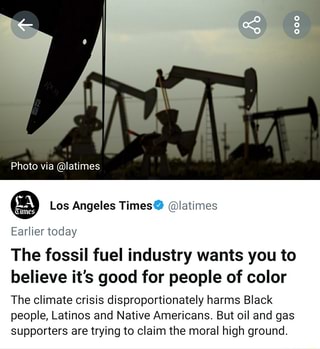 Photo via @latimes
LA
Times
Los Angeles Times @latimes
Earlier today
The fossil fuel industry wants you to
believe it's good for people of color
The climate crisis disproportionately harms Black
people, Latinos and Native Americans. But oil and gas
supporters are trying to claim the moral high ground.